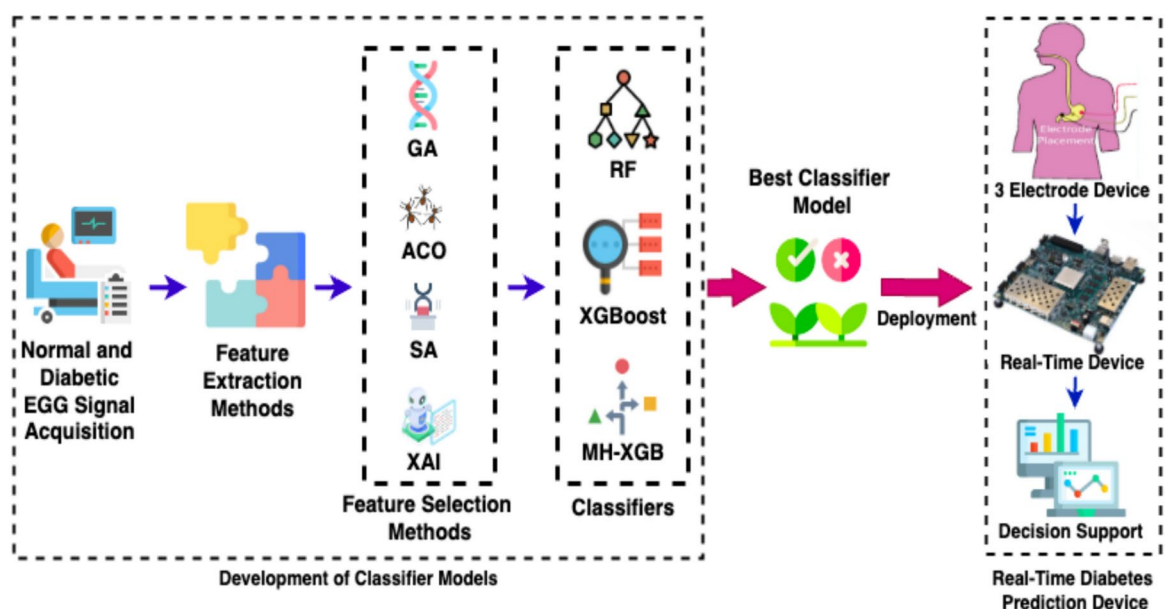 Normal and
Diabetic
EGG Signal
Acquisition
Feature
Extraction
Methods
GA
ACO
SA
XAI
Feature Selection
Methods
RF
XGBoost
MH-XGB
Classifiers
Development of Classifier Models
Best Classifier
Model
Deployment
Electrode
Placement
3 Electrode Device
Real-Time Device
Decision Support
Real-Time Diabetes
Prediction Device